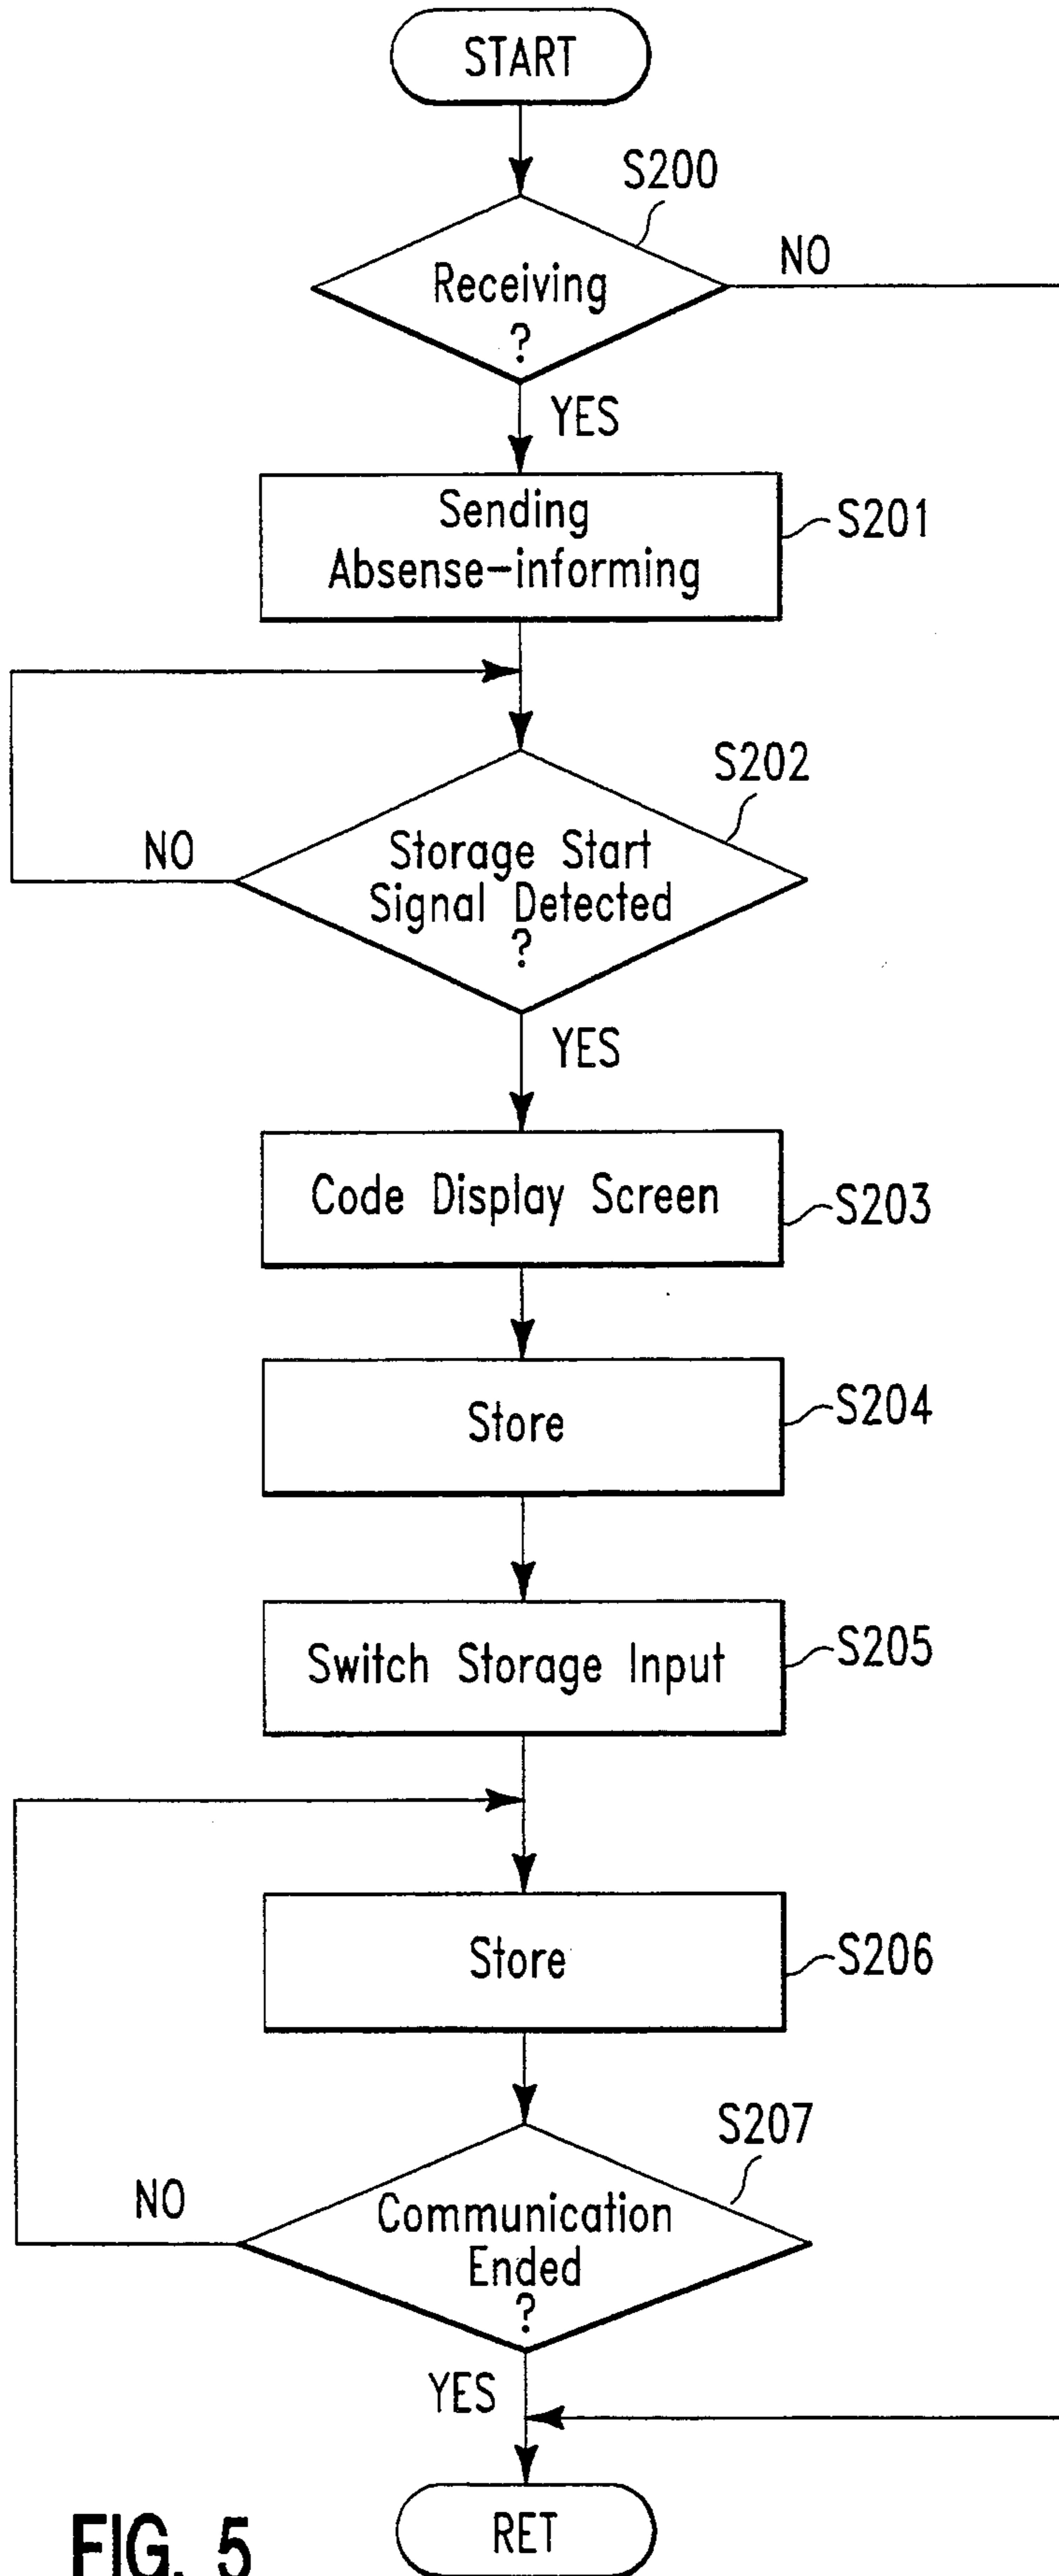 START
S200
NO
Receiving
?
YES
Sending
Absense-informing
S201
S202
NO
Storage Start
Signal Detected
?
YES
Code Display Screen
S203
Store
S204
Switch Storage Input
S205
Store
S206
S207
NO
Communication
Ended
?
YES
RET
FIG. 5